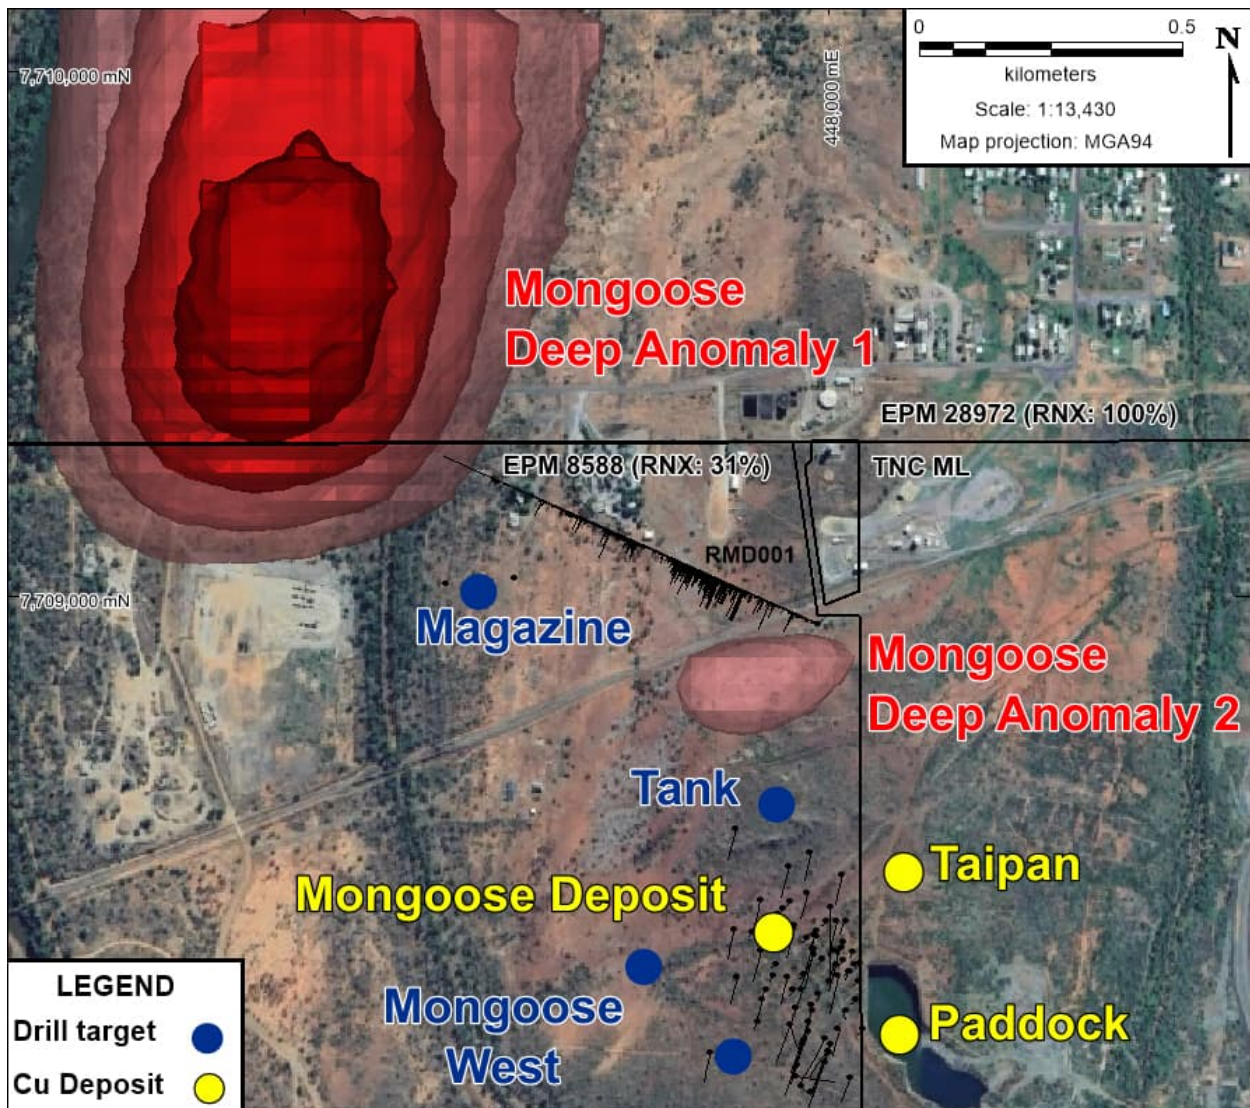 0 0.5
kilometers
Scale: 1:13,430
Map projection: MGA94
N
7,710,000 mN
448,000 mE
Mongoose
Deep Anomaly 1
EPM 28972 (RNX: 100%)
EPM 8588 (RNX: 31%)
TNC ML
RMD001
7,709,000 mN
Magazine
Mongoose
Deep Anomaly 2
Tank
Taipan
Mongoose Deposit
Mongoose
West
Paddock
LEGEND
Drill target
Cu Deposit